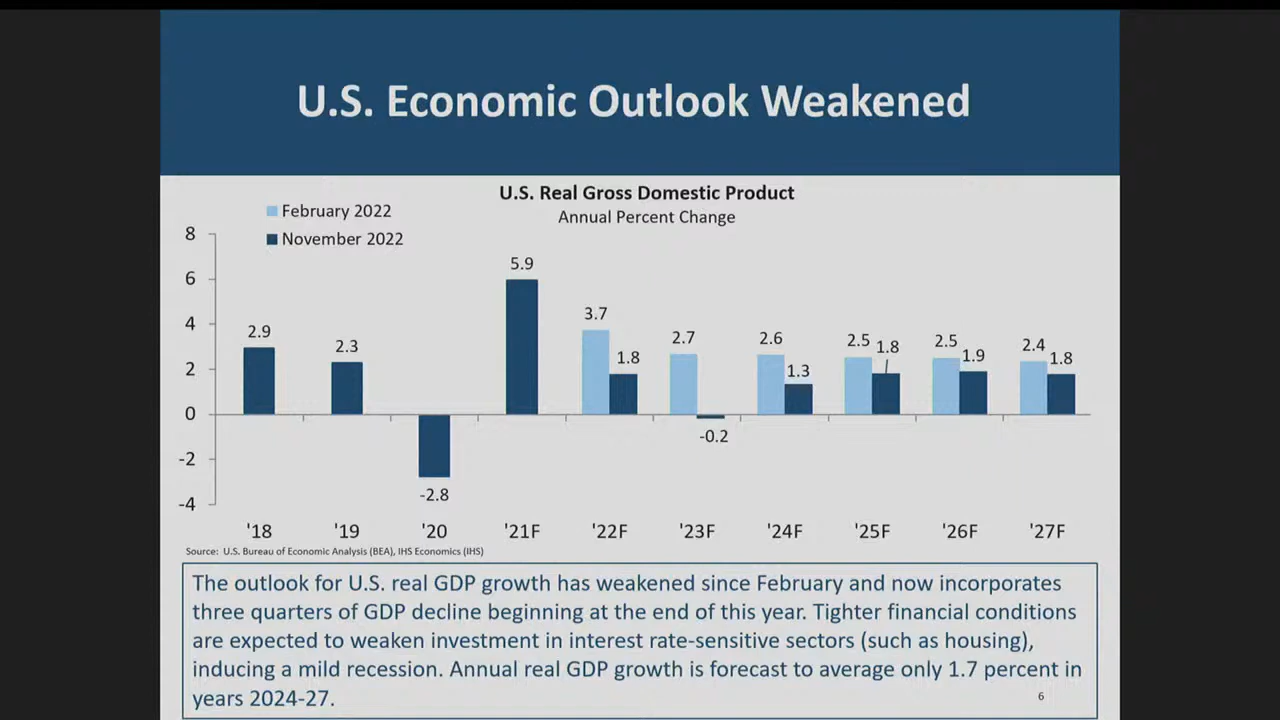 U.S. Economic Outlook Weakened
U.S. Real Gross Domestic Product
Annual Percent Change
February 2022
November 2022
8
6
4
2
0
-2
-4
2.9
2.3
-2.8
5.9
3.7
1.8
2.7
-0.2
2.6
1.3
2.5
1.8
2.5
1.9
2.4
1.8
'18 '19 '20 '21F '22F '23F '24F '25F '26F '27F
Source: U.S. Bureau of Economic Analysis (BEA), IHS Economics (IHS)
The outlook for U.S. real GDP growth has weakened since February and now incorporates
three quarters of GDP decline beginning at the end of this year. Tighter financial conditions
are expected to weaken investment in interest rate-sensitive sectors (such as housing),
inducing a mild recession. Annual real GDP growth is forecast to average only 1.7 percent in
years 2024-27.
6